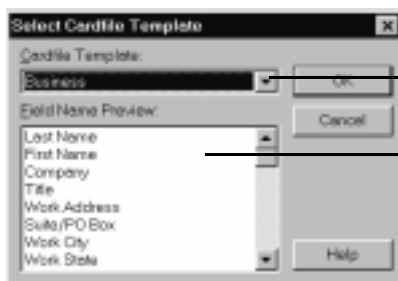 Select Cardfile Template
Cardfile Template:
Business
OK
Field Name Preview:
Cancel
Last Name
First Name
Company
Title
Work Address
Suite/PO Box
Work City
Work State
Help